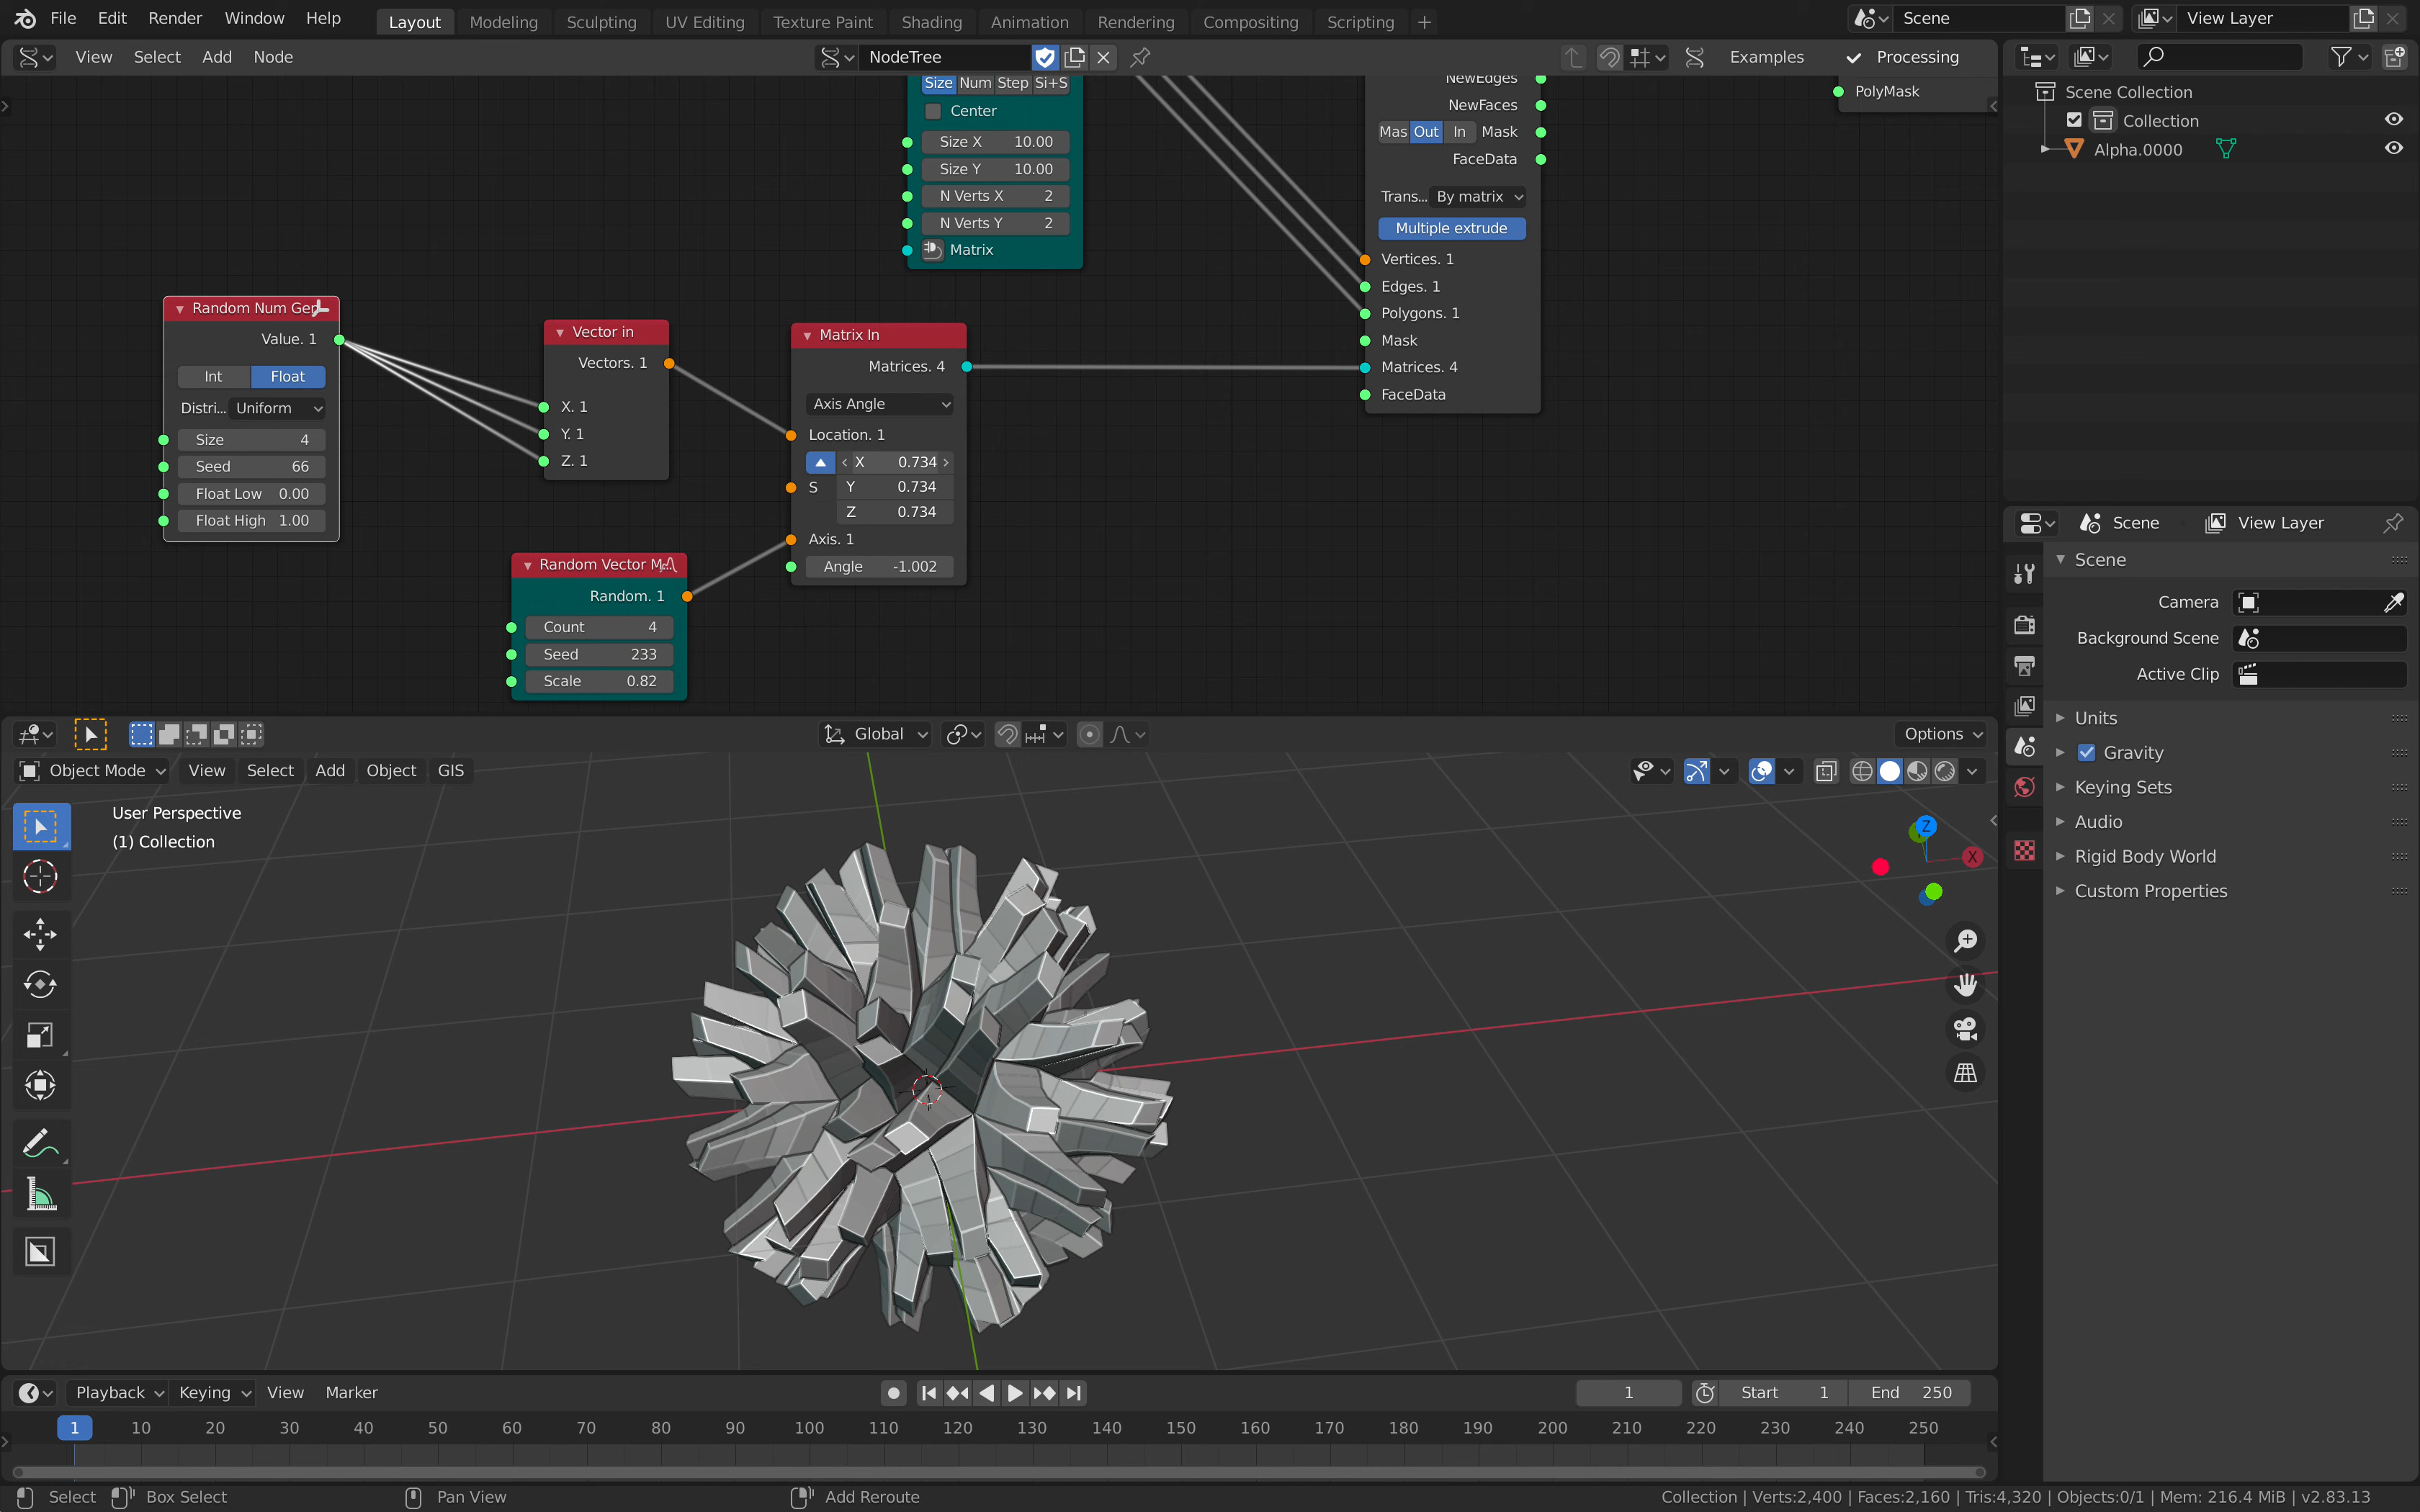 File Edit Render Window Help Layout Modeling Sculpting UV Editing Texture Paint Shading Animation Rendering Compositing Scripting + Scene View Layer
View Select Add Node NodeTree Examples Processing
Size Num Step Si+S
Center
Size X 10.00
Size Y 10.00
N Verts X 2
N Verts Y 2
Matrix
NewEdges
NewFaces
Mas Out In Mask
FaceData
Trans... By matrix
Multiple extrude
Vertices. 1
Edges. 1
Polygons. 1
Mask
Matrices. 4
FaceData
PolyMask
Random Num Gen
Value. 1
Int Float
Distri... Uniform
Size 4
Seed 66
Float Low 0.00
Float High 1.00
Vector in
Vectors. 1
X. 1
Y. 1
Z. 1
Matrix In
Matrices. 4
Axis Angle
Location. 1
X 0.734
S Y 0.734
Z 0.734
Axis. 1
Angle -1.002
Random Vector M...
Random. 1
Count 4
Seed 233
Scale 0.82
Scene Collection
Collection
Alpha.0000
Scene View Layer
Scene
Camera
Background Scene
Active Clip
Units
Gravity
Keying Sets
Audio
Rigid Body World
Custom Properties
Global Options
Object Mode View Select Add Object GIS
User Perspective
(1) Collection
Z
X
Playback Keying View Marker 1 Start 1 End 250
1 10 20 30 40 50 60 70 80 90 100 110 120 130 140 150 160 170 180 190 200 210 220 230 240 250
Select Box Select Pan View Add Reroute Collection | Verts:2,400 | Faces:2,160 | Tris:4,320 | Objects:0/1 | Mem: 216.4 MiB | v2.83.13